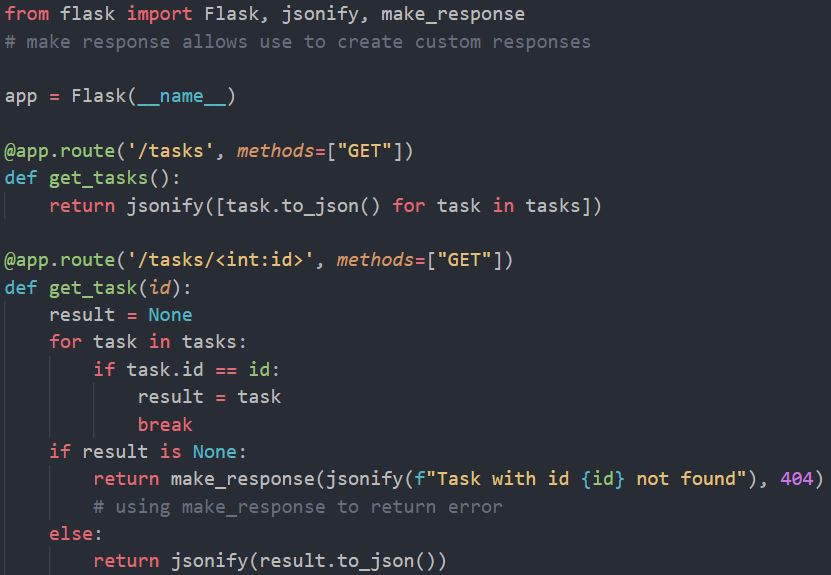 from flask import Flask, jsonify, make_response
# make response allows use to create custom responses
app = Flask(__name__)
@app.route('/tasks', methods=["GET"])
def get_tasks():
    return jsonify([task.to_json() for task in tasks])
@app.route('/tasks/<int:id>', methods=["GET"])
def get_task(id):
    result = None
    for task in tasks:
        if task.id == id:
            result = task
            break
    if result is None:
        return make_response(jsonify(f"Task with id {id} not found"), 404)
        # using make_response to return error
    else:
        return jsonify(result.to_json())